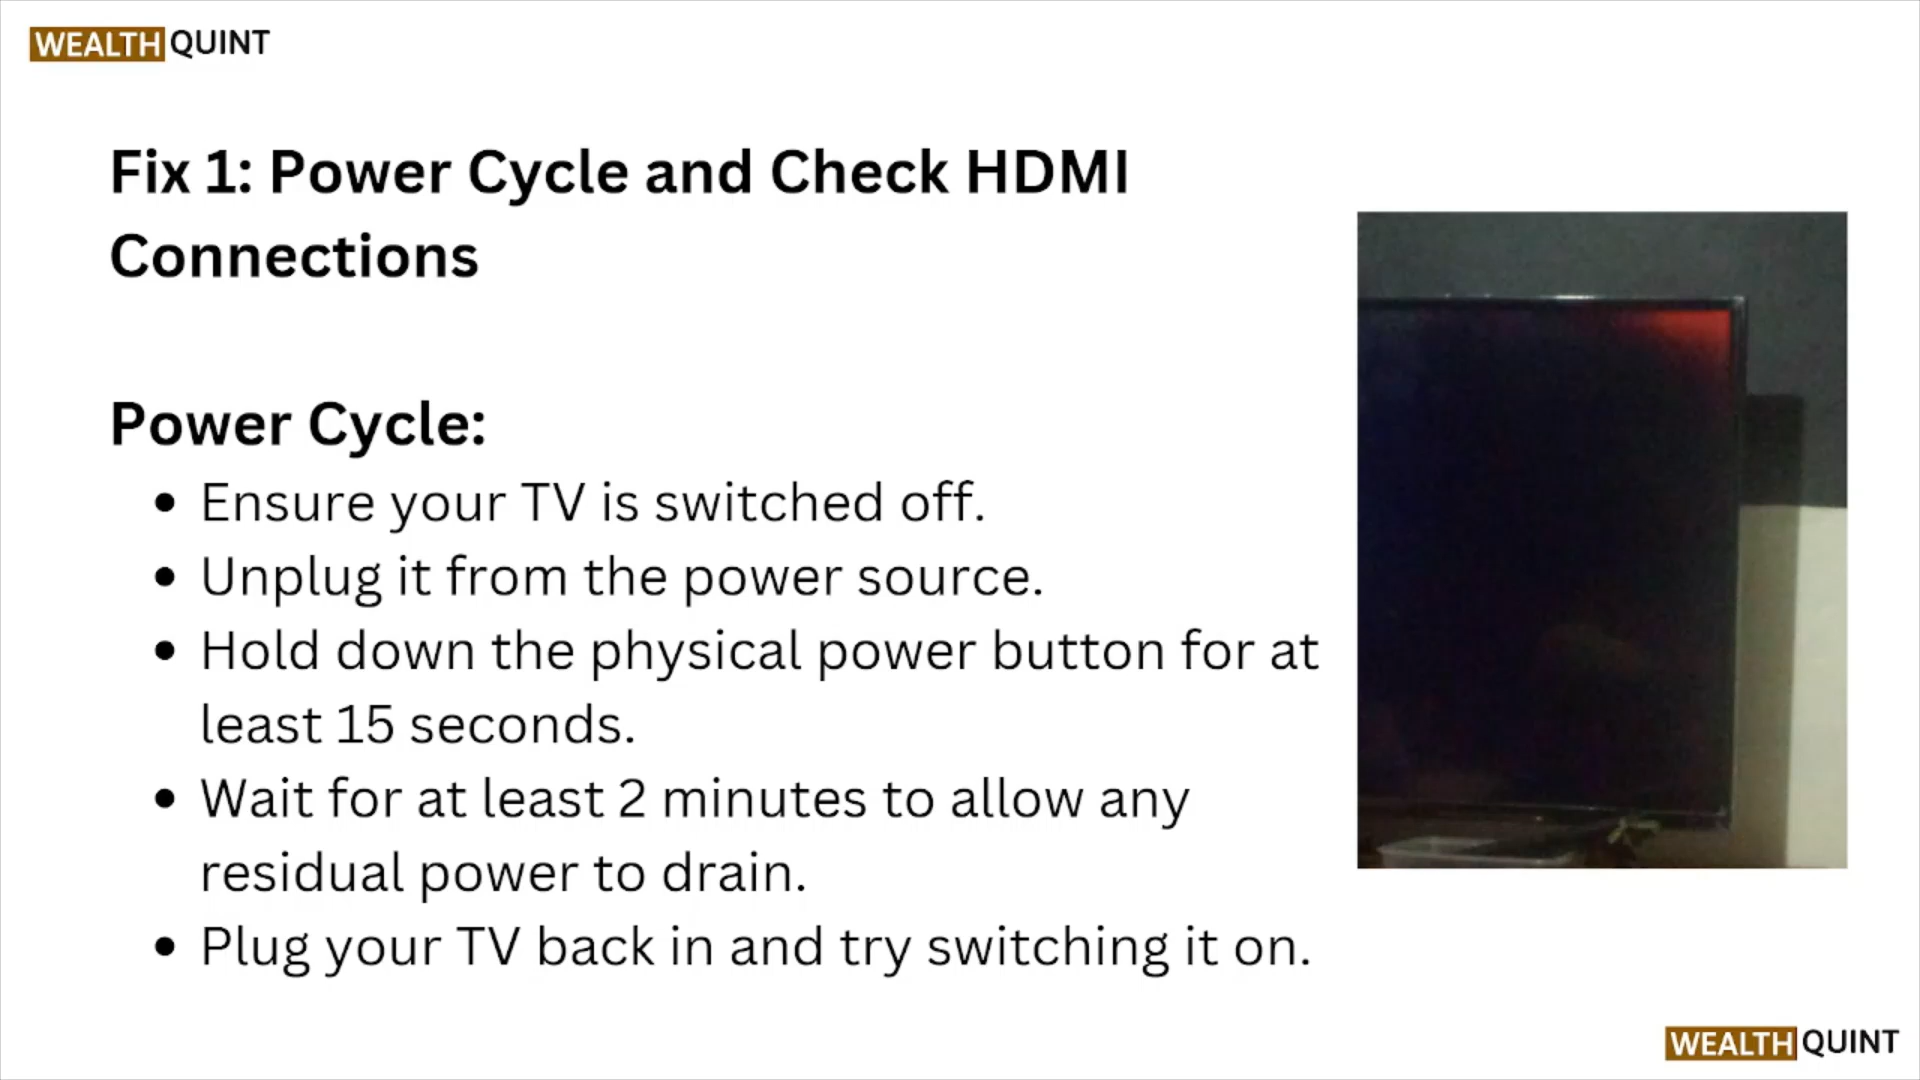 WEALTH QUINT
Fix 1: Power Cycle and Check HDMI
Connections
Power Cycle:
• Ensure your TV is switched off.
• Unplug it from the power source.
• Hold down the physical power button for at
least 15 seconds.
• Wait for at least 2 minutes to allow any
residual power to drain.
• Plug your TV back in and try switching it on.
WEALTH QUINT